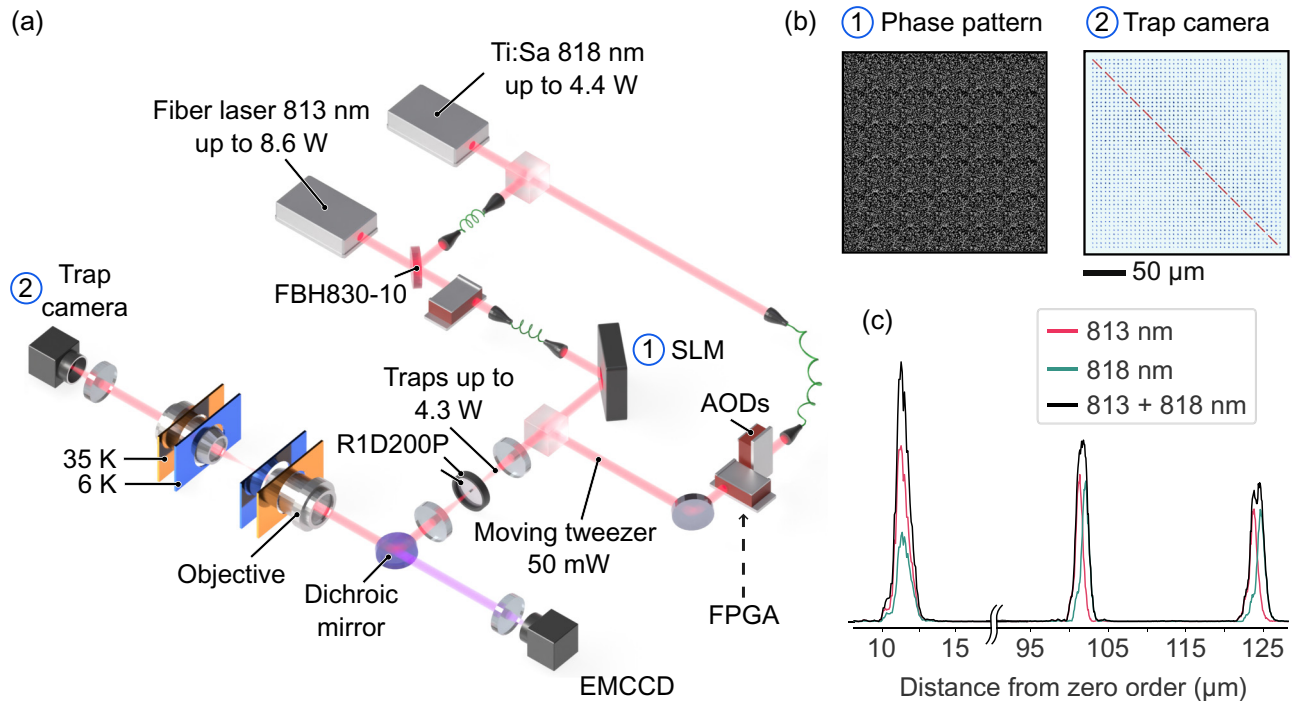 (a)
Ti:Sa 818 nm
up to 4.4 W
Fiber laser 813 nm
up to 8.6 W
FBH830-10
2 Trap
camera
1 SLM
Traps up to
4.3 W
R1D200P
AODs
35 K
6 K
Objective
Moving tweezer
50 mW
Dichroic
mirror
FPGA
EMCCD
(b)
1 Phase pattern
2 Trap camera
50 µm
(c)
813 nm
818 nm
813 + 818 nm
10 15 95 105 115 125
Distance from zero order (µm)